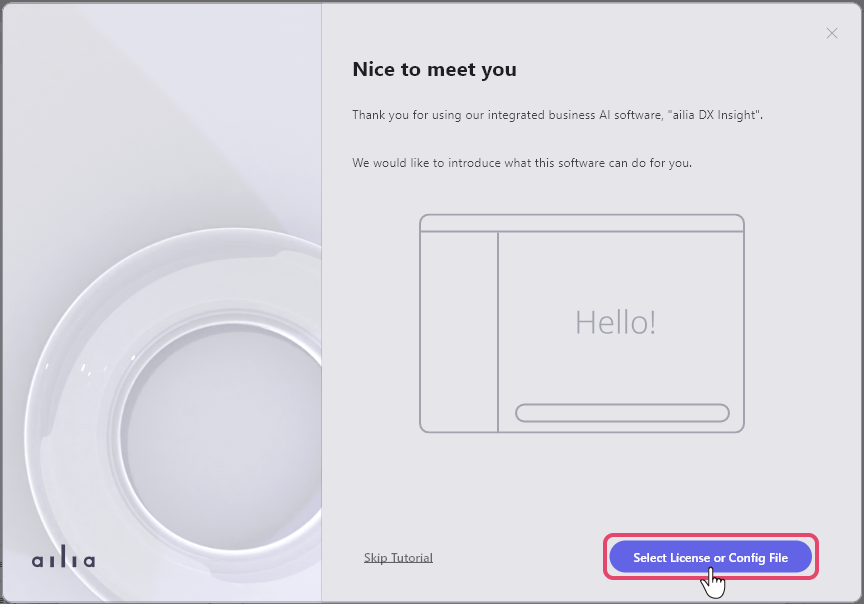 Nice to meet you
Thank you for using our integrated business AI software, "ailia DX Insight".
We would like to introduce what this software can do for you.
Hello!
ailia
Skip Tutorial
Select License or Config File